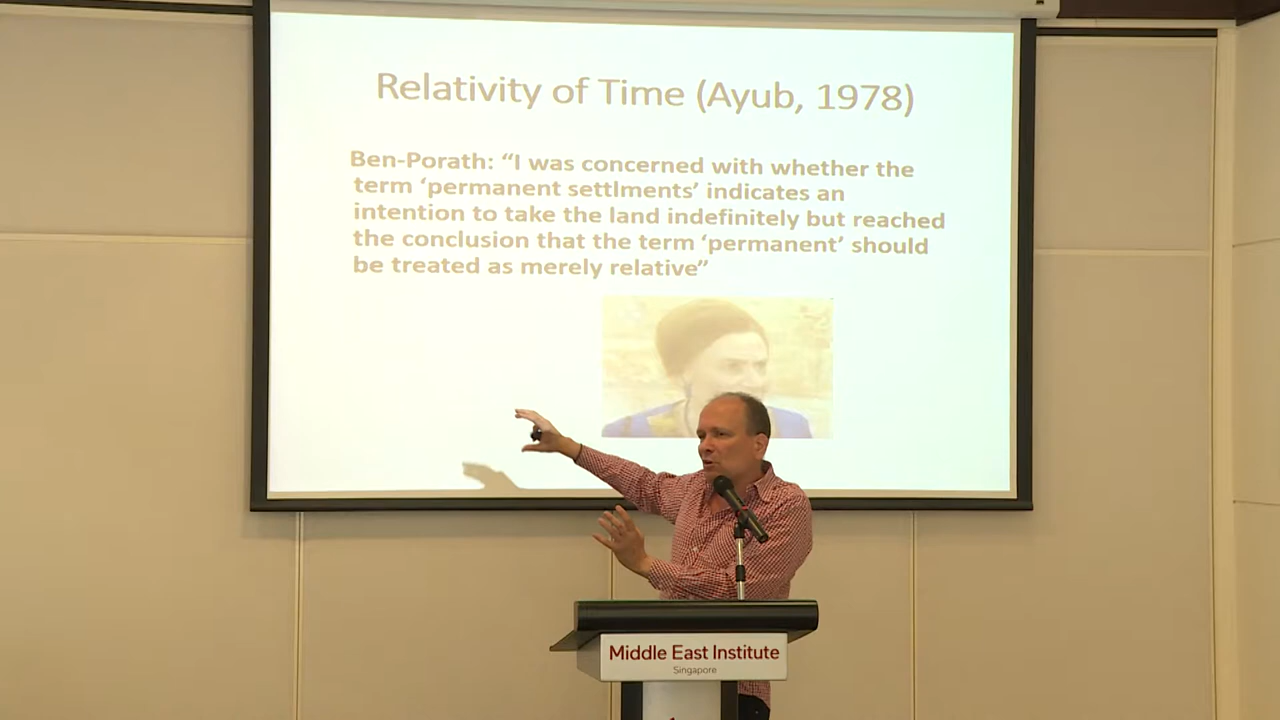 Relativity of Time (Ayub, 1978)
Ben-Porath: “I was concerned with whether the
term ‘permanent settlments’ indicates an
intention to take the land indefinitely but reached
the conclusion that the term ‘permanent’ should
be treated as merely relative”
Middle East Institute
Singapore